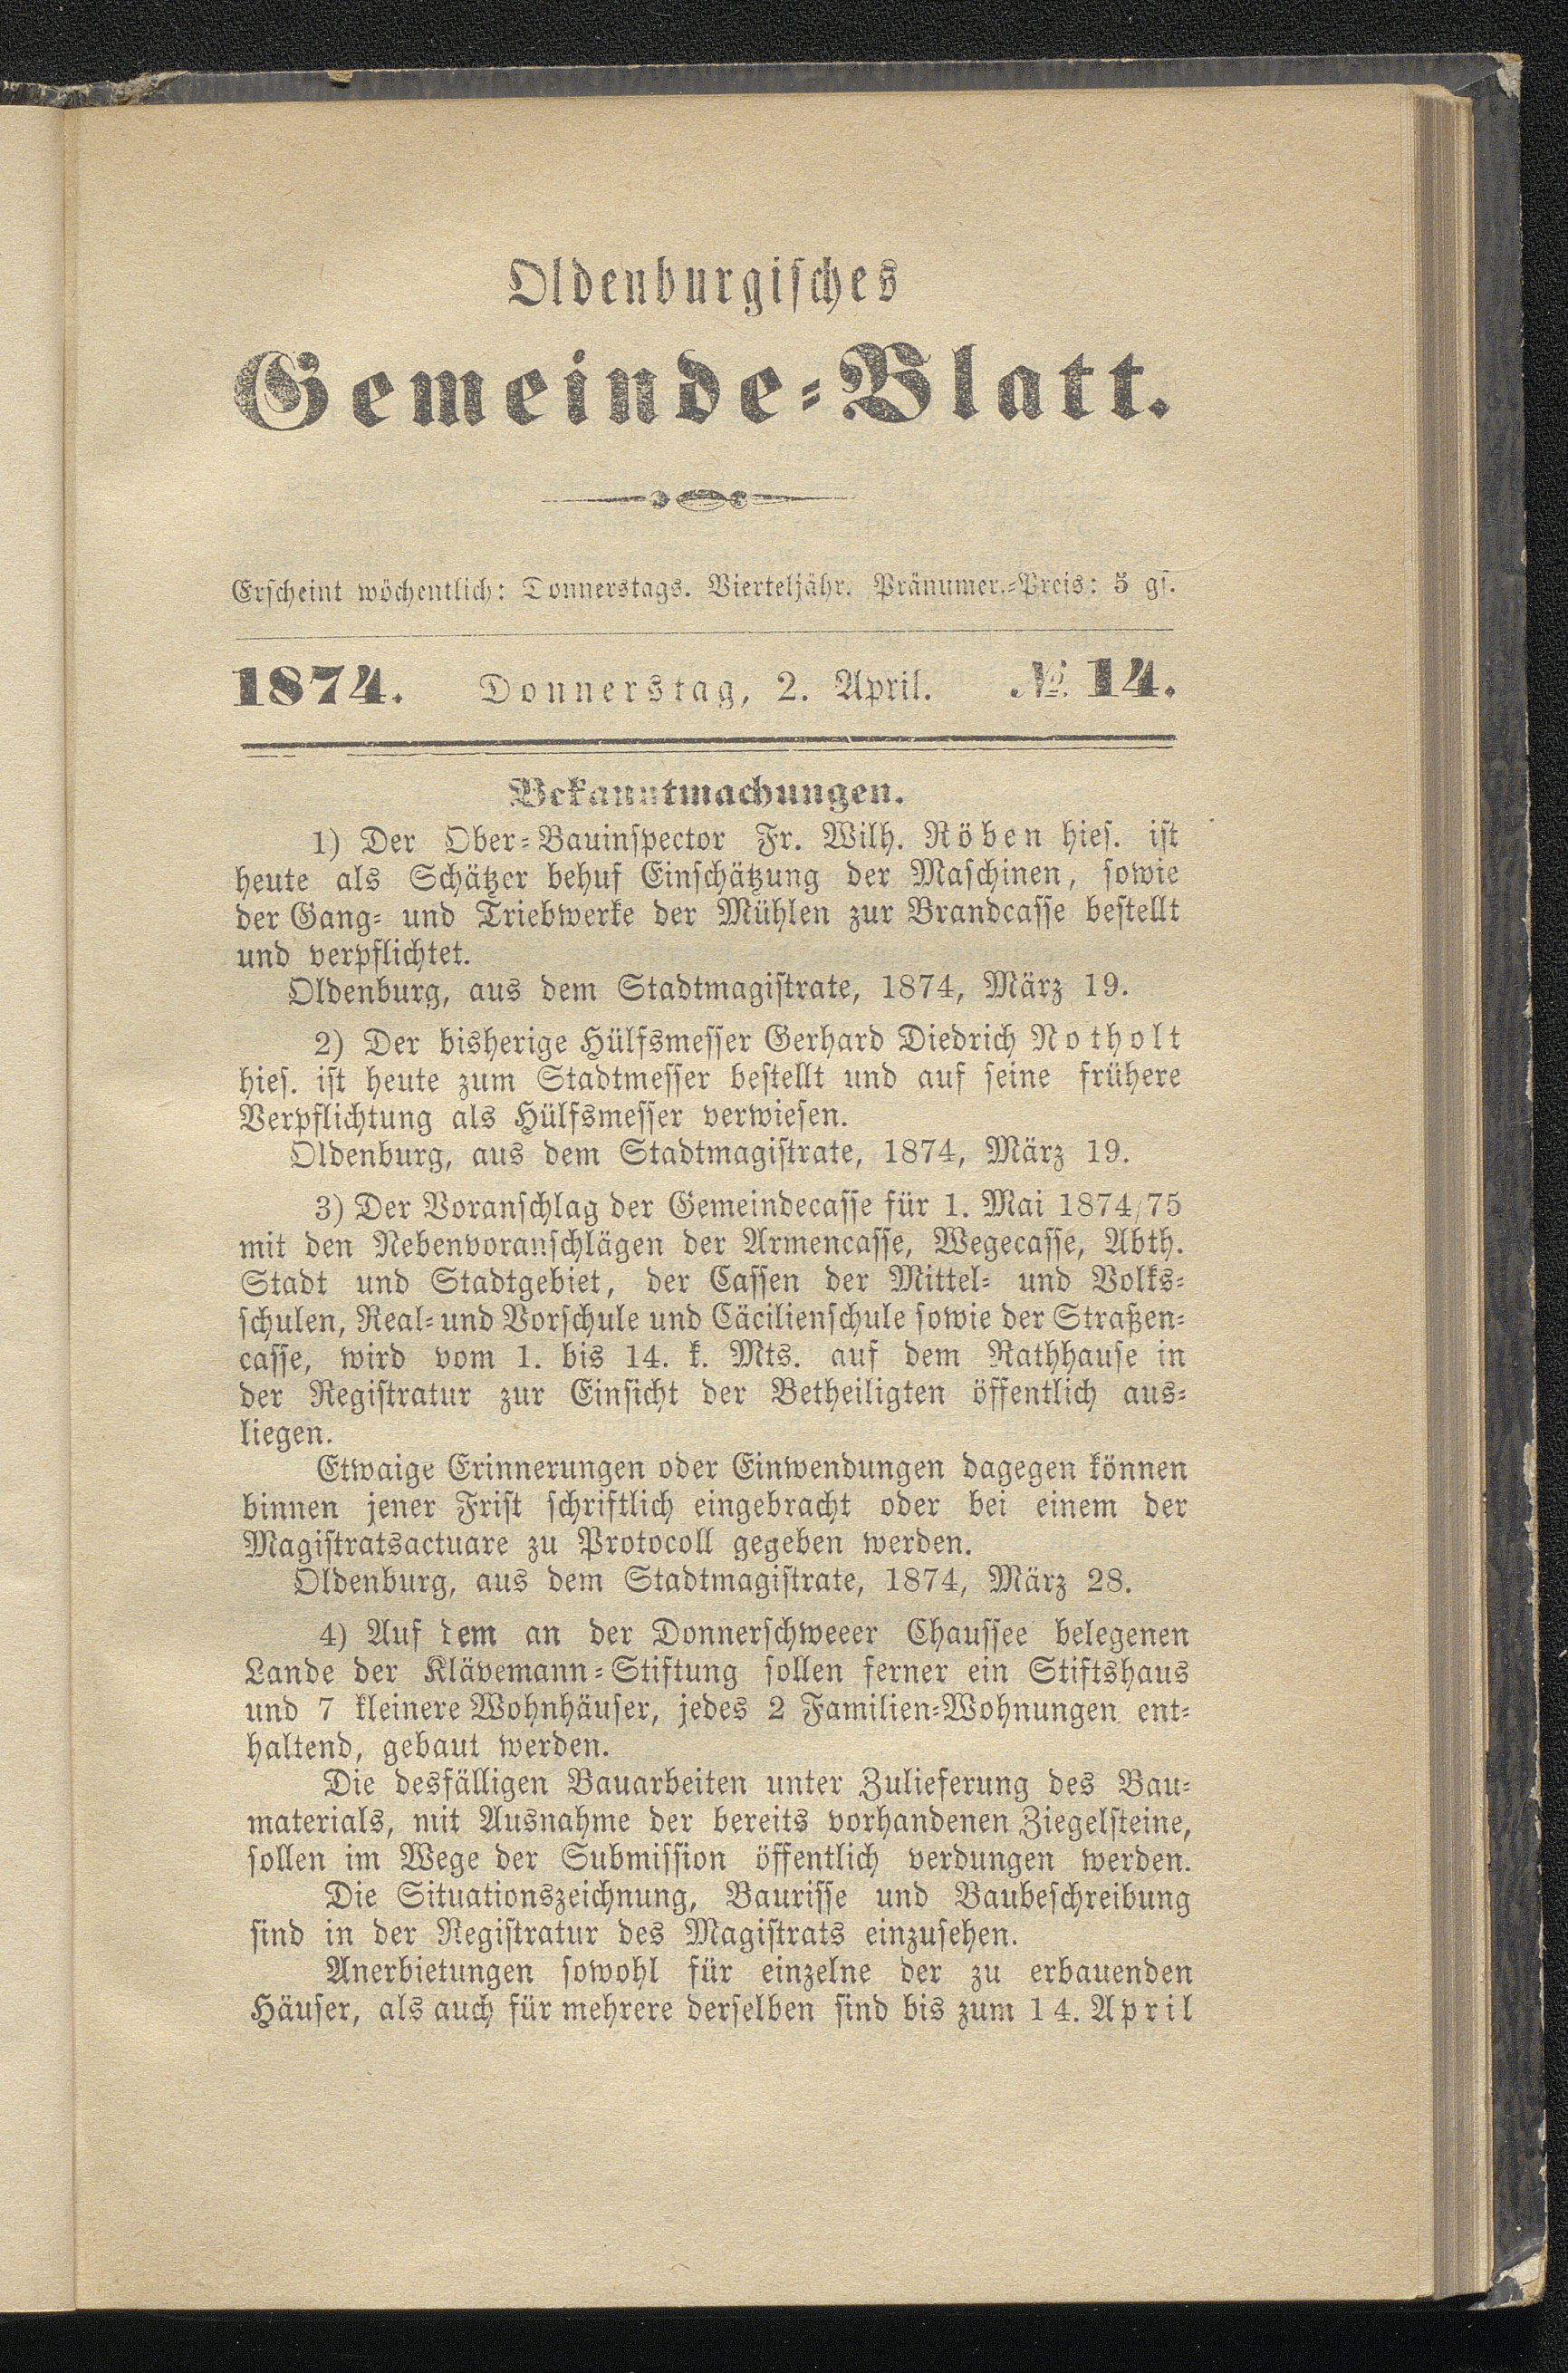 Oldenburgisches
Gemeinde-Blatt.
Erscheint wöchentlich: Donnerstags. Vierteljähr. Pränumer.-Preis: 5 gs.
1874. Donnerstag, 2. April. № 14.
Bekanntmachungen.
1) Der Ober-Bauinspector Fr. Wilh. Röben hies. ist
heute als Schätzer behuf Einschätzung der Maschinen, sowie
der Gang- und Triebwerke der Mühlen zur Brandcasse bestellt
und verpflichtet.
Oldenburg, aus dem Stadtmagistrate, 1874, März 19.
2) Der bisherige Hülfsmesser Gerhard Diedrich Notholt
hies. ist heute zum Stadtmesser bestellt und auf seine frühere
Verpflichtung als Hülfsmesser verwiesen.
Oldenburg, aus dem Stadtmagistrate, 1874, März 19.
3) Der Voranschlag der Gemeindecasse für 1. Mai 1874/75
mit den Nebenvoranschlägen der Armencasse, Wegecasse, Abth.
Stadt und Stadtgebiet, der Cassen der Mittel- und Volks-
schulen, Real- und Vorschule und Cäcilienschule sowie der Straßen-
casse, wird vom 1. bis 14. k. Mts. auf dem Rathhause in
der Registratur zur Einsicht der Betheiligten öffentlich aus-
liegen.
Etwaige Erinnerungen oder Einwendungen dagegen können
binnen jener Frist schriftlich eingebracht oder bei einem der
Magistratsactuare zu Protocoll gegeben werden.
Oldenburg, aus dem Stadtmagistrate, 1874, März 28.
4) Auf dem an der Donnerschweeer Chaussee belegenen
Lande der Klävemann-Stiftung sollen ferner ein Stiftshaus
und 7 kleinere Wohnhäuser, jedes 2 Familien-Wohnungen ent-
haltend, gebaut werden.
Die desfälligen Bauarbeiten unter Zulieferung des Bau-
materials, mit Ausnahme der bereits vorhandenen Ziegelsteine,
sollen im Wege der Submission öffentlich verdungen werden.
Die Situationszeichnung, Baurisse und Baubeschreibung
sind in der Registratur des Magistrats einzusehen.
Anerbietungen sowohl für einzelne der zu erbauenden
Häuser, als auch für mehrere derselben sind bis zum 14. April